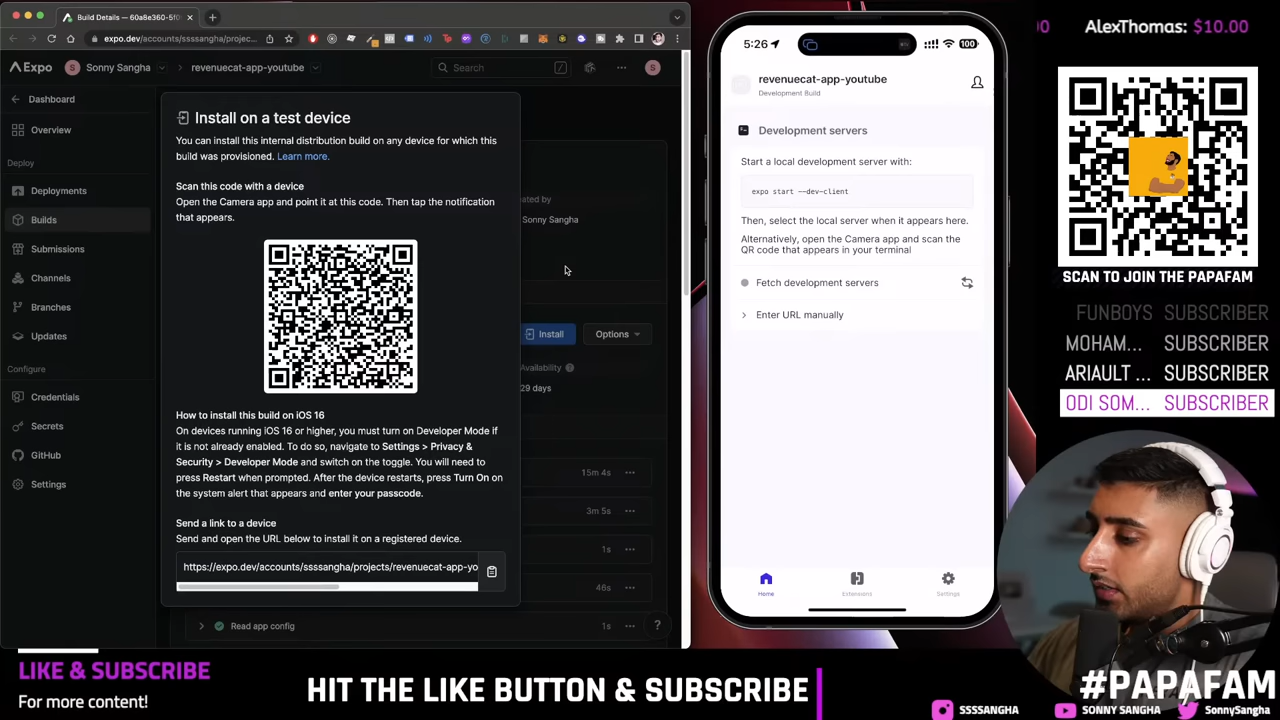 Build Details — 60a8e360-5f0
expo.dev/accounts/ssssangha/projec...
Expo
S
Sonny Sangha
revenuecat-app-youtube
Search
S
Dashboard
Overview
Deploy
Deployments
Builds
Submissions
Channels
Branches
Updates
Configure
Credentials
Secrets
GitHub
Settings
Install on a test device
You can install this internal distribution build on any device for which this
build was provisioned. Learn more.
Scan this code with a device
Open the Camera app and point it at this code. Then tap the notification
that appears.
How to install this build on iOS 16
On devices running iOS 16 or higher, you must turn on Developer Mode if
it is not already enabled. To do so, navigate to Settings > Privacy &
Security > Developer Mode and switch on the toggle. You will need to
press Restart when prompted. After the device restarts, press Turn On on
the system alert that appears and enter your passcode.
Send a link to a device
Send and open the URL below to install it on a registered device.
https://expo.dev/accounts/ssssangha/projects/revenuecat-app-yo
ated by
Sonny Sangha
Install
Options
Availability
29 days
15m 4s
3m 5s
1s
46s
Read app config
1s
?
5:26
100
revenuecat-app-youtube
Development Build
Development servers
Start a local development server with:
expo start --dev-client
Then, select the local server when it appears here.
Alternatively, open the Camera app and scan the
QR code that appears in your terminal
Fetch development servers
Enter URL manually
Home
Extensions
Settings
AlexThomas: $10.00
SCAN TO JOIN THE PAPAFAM
FUNBOYS SUBSCRIBER
MOHAM... SUBSCRIBER
ARIAULT ... SUBSCRIBER
ODI SOM... SUBSCRIBER
LIKE & SUBSCRIBE
For more content!
HIT THE LIKE BUTTON & SUBSCRIBE
#PAPAFAM
SSSSANGHA
SONNY SANGHA
SonnySangha